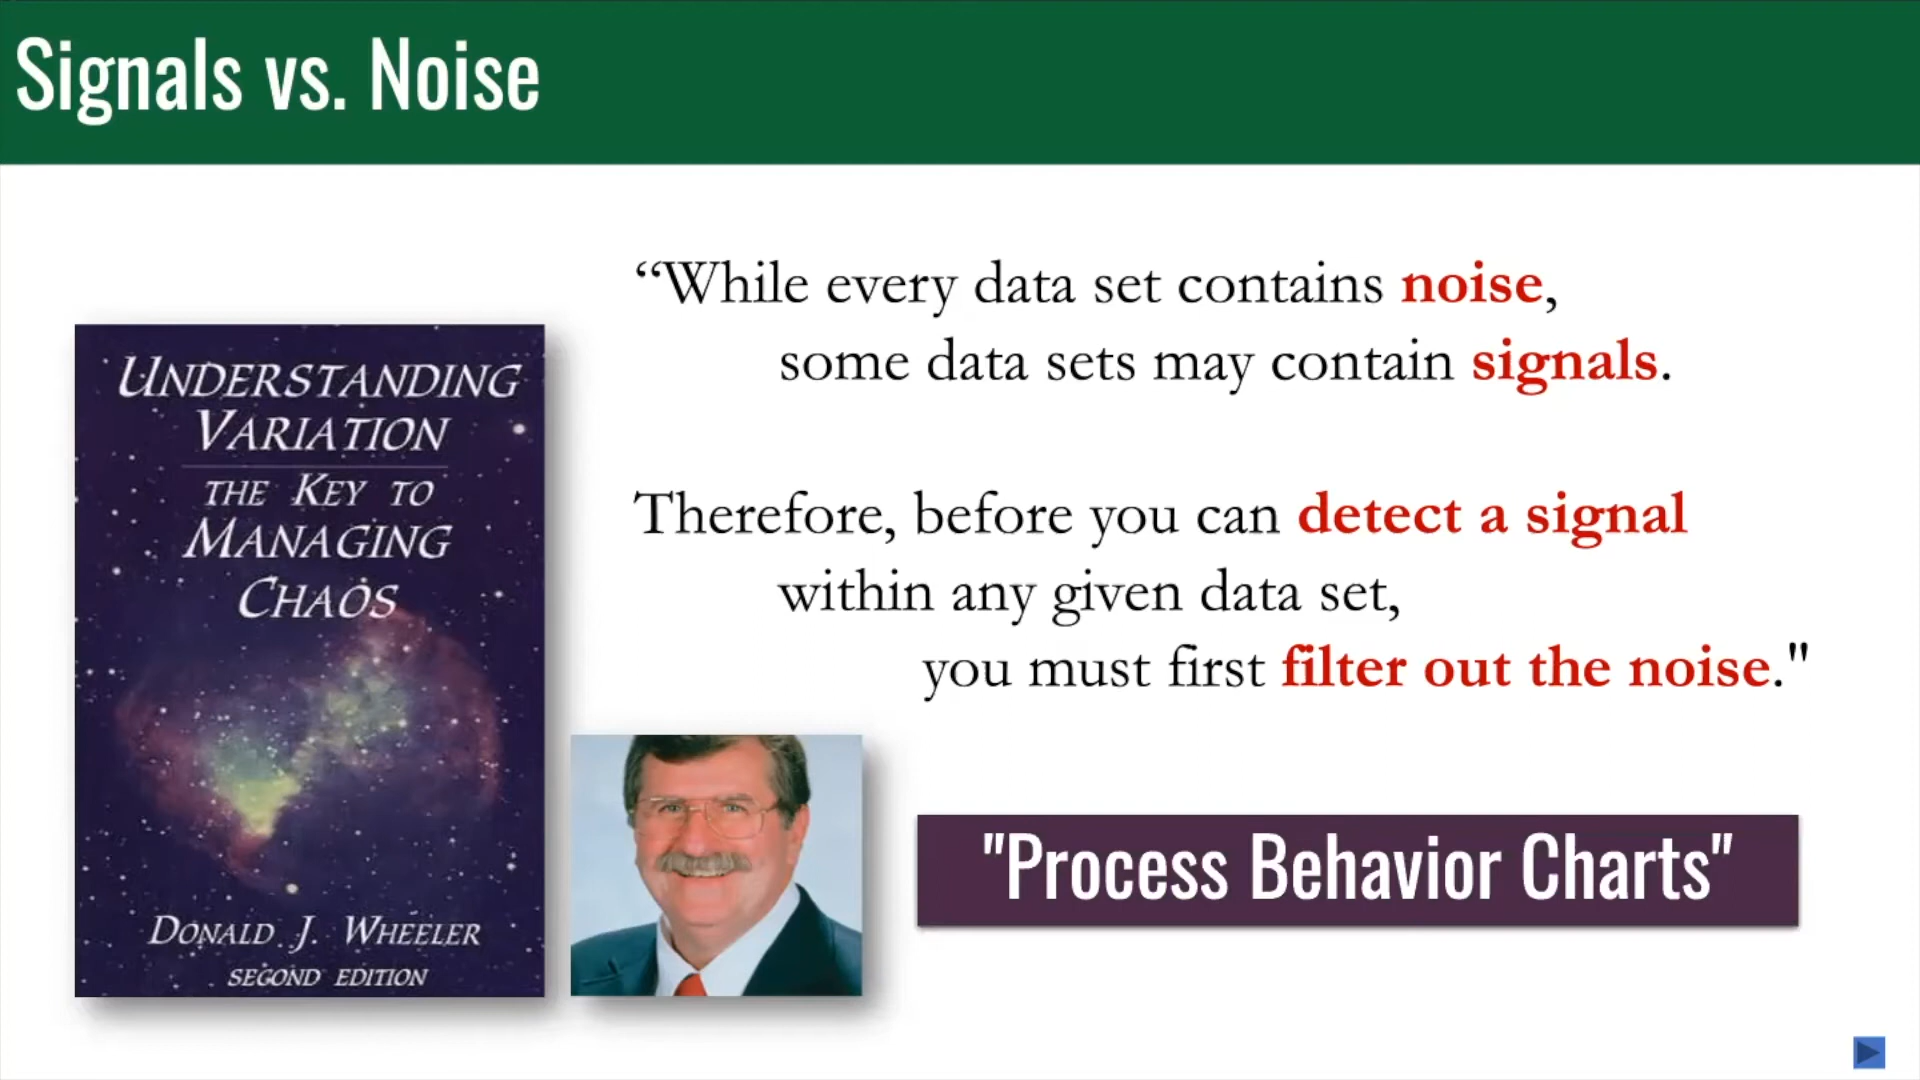 Signals vs. Noise
“While every data set contains noise,
some data sets may contain signals.
Therefore, before you can detect a signal
within any given data set,
you must first filter out the noise."
UNDERSTANDING
VARIATION
THE KEY TO
MANAGING
CHAOS
DONALD J. WHEELER
SECOND EDITION
"Process Behavior Charts"